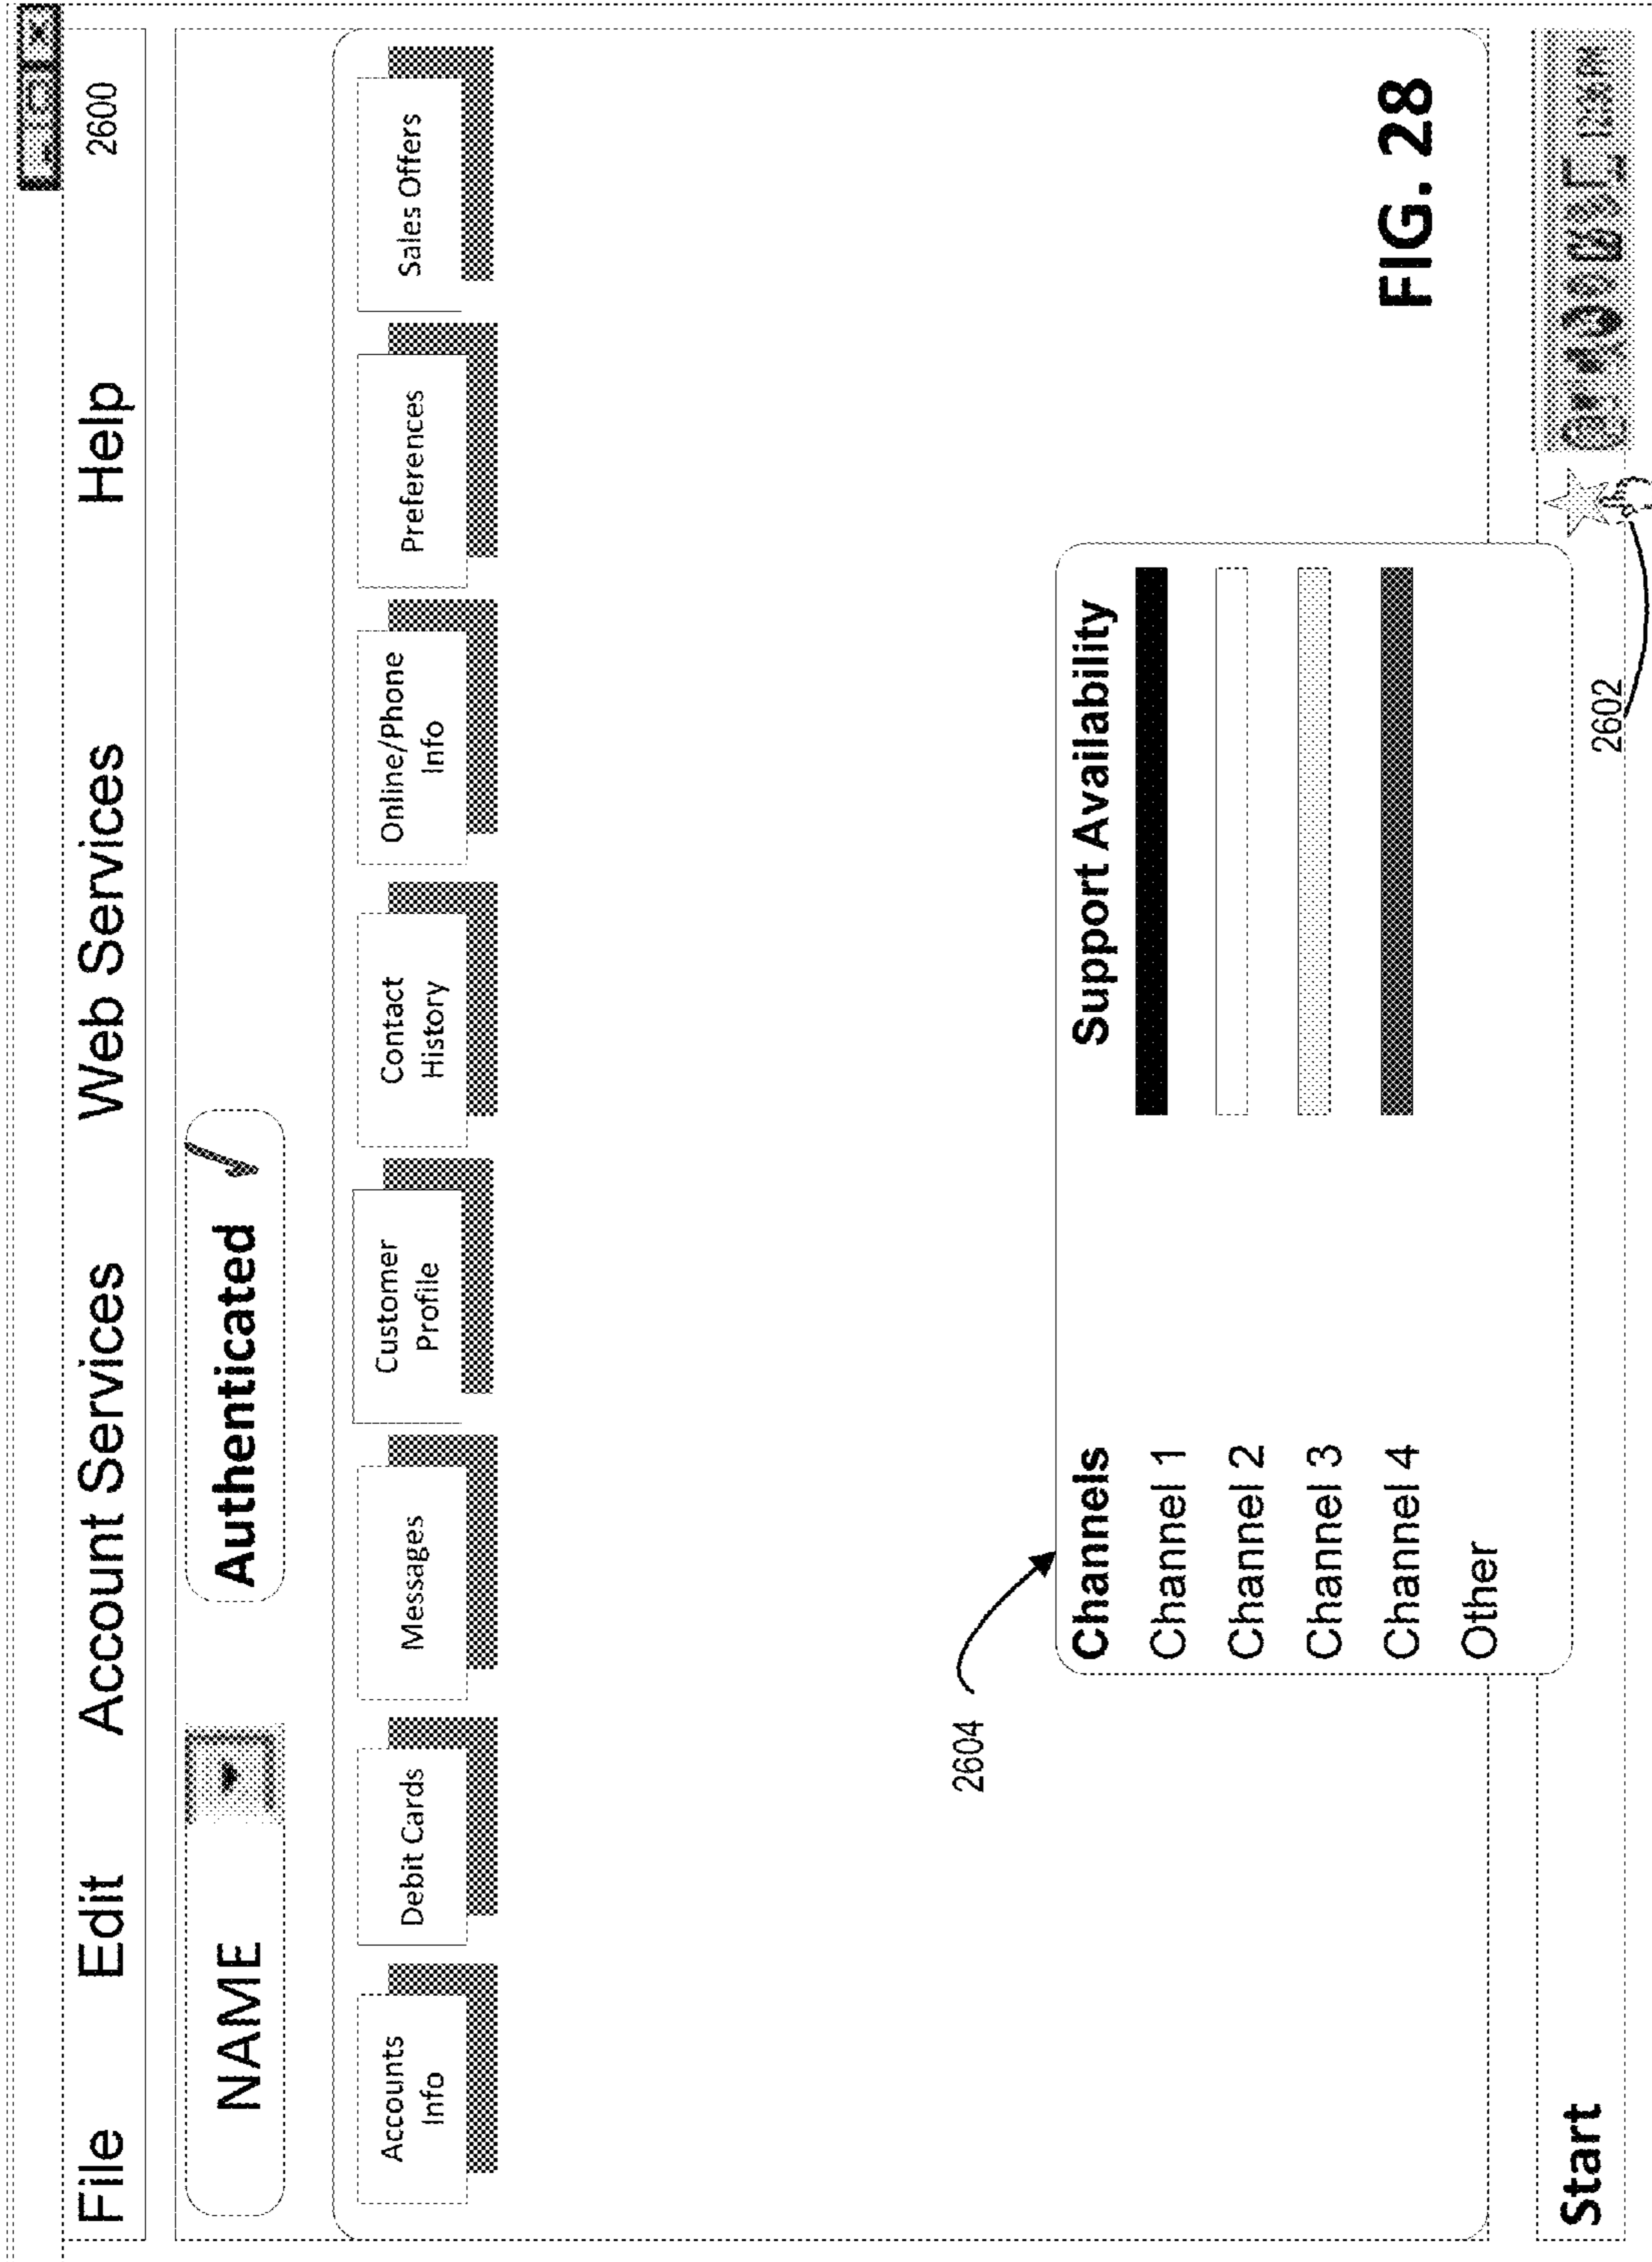 2600
File Edit Account Services Web Services Help
NAME Authenticated
Accounts
Info
Debit Cards
Messages
Customer
Profile
Contact
History
Online/Phone
Info
Preferences
Sales Offers
2604
Channels Support Availability
Channel 1
Channel 2
Channel 3
Channel 4
Other
FIG. 28
Start
2602